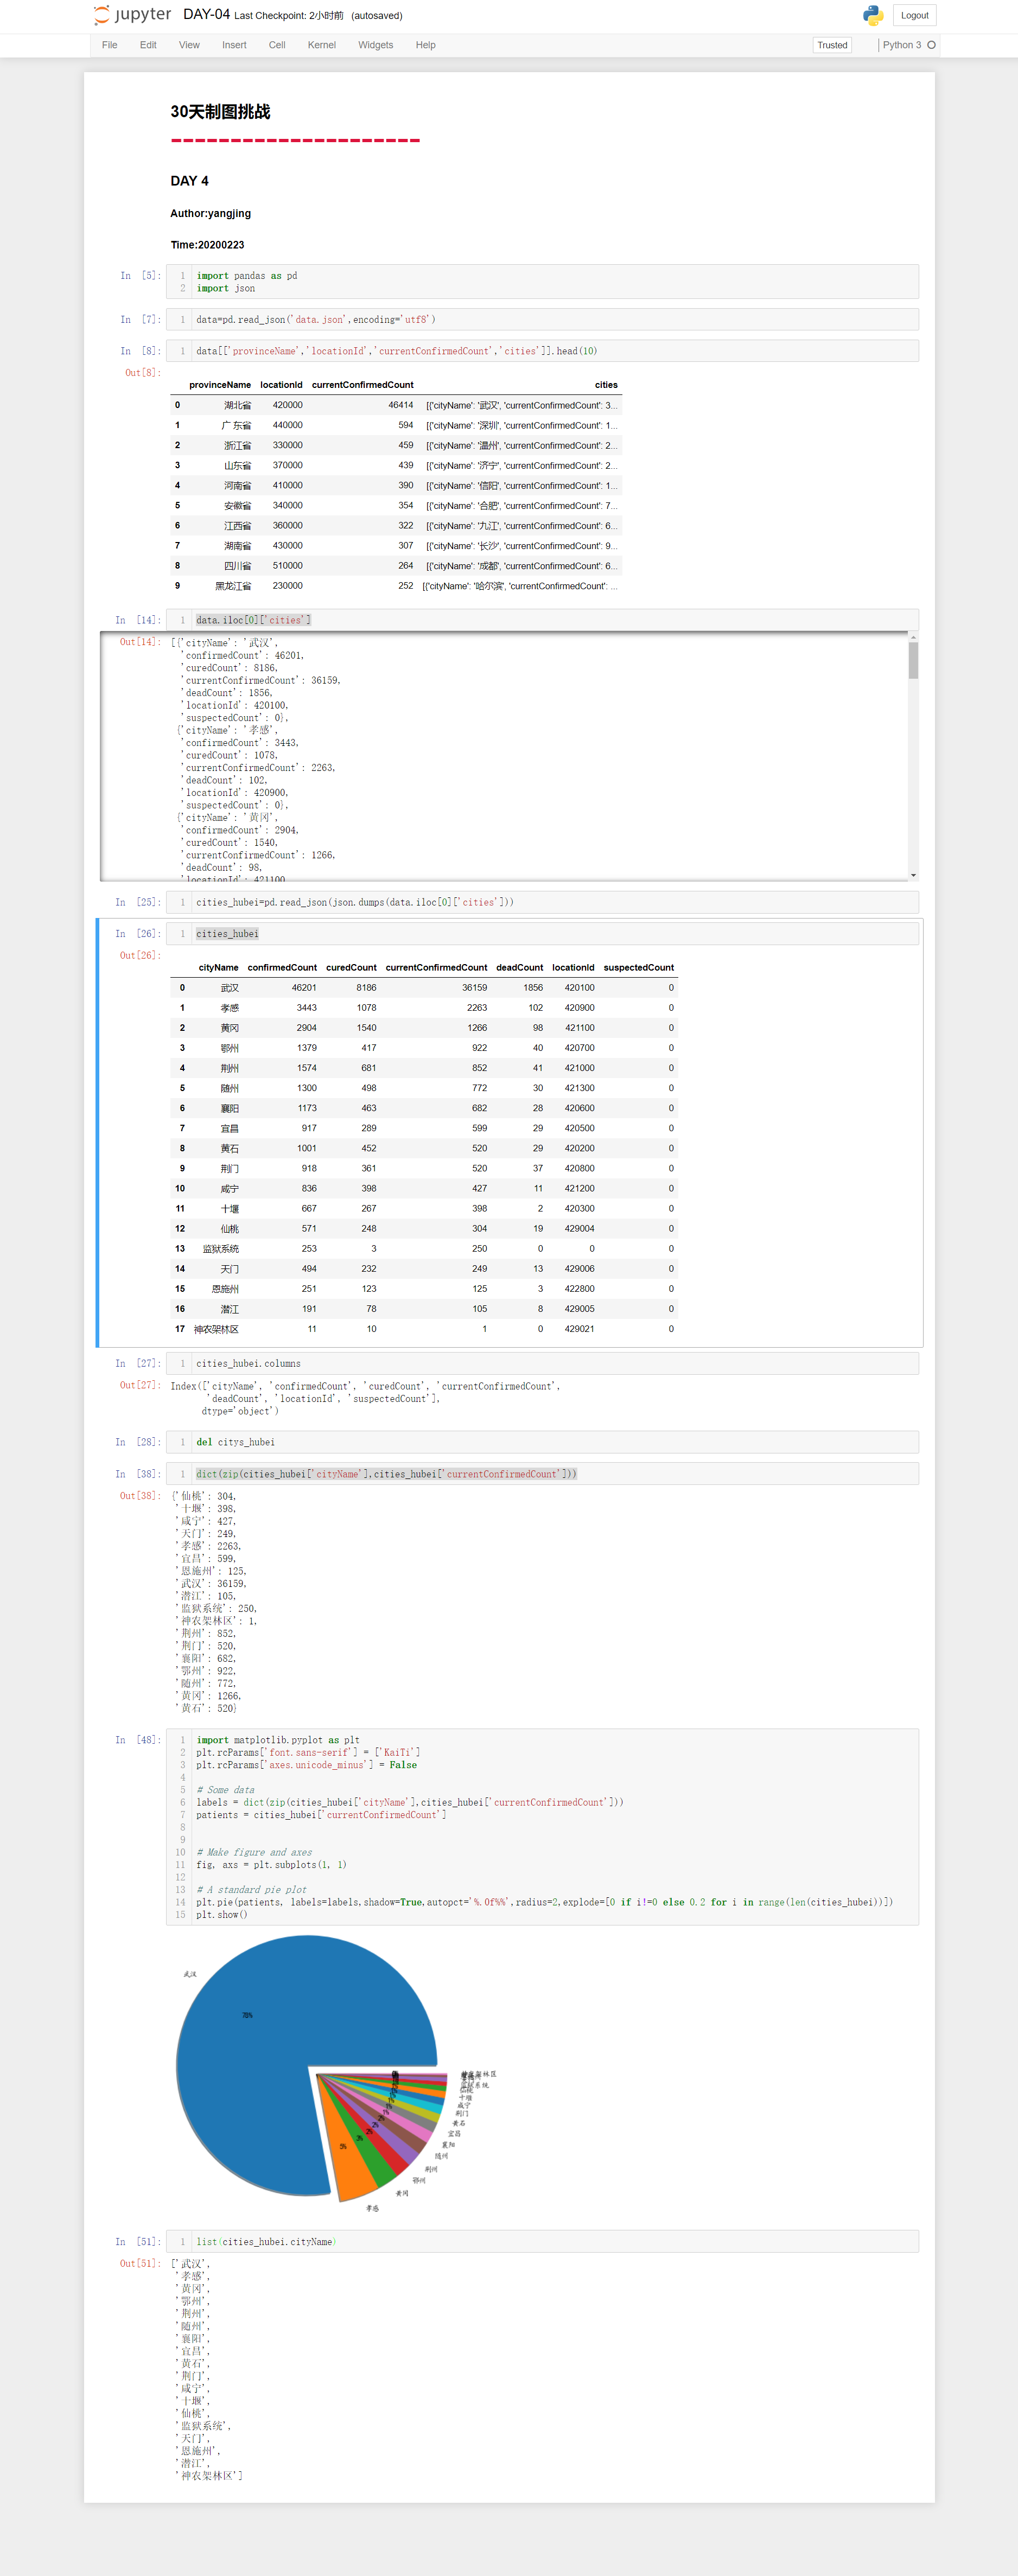 jupyter DAY-04 Last Checkpoint: 2小时前 (autosaved)
Logout
File Edit View Insert Cell Kernel Widgets Help
Trusted
Python 3
30天制图挑战
DAY 4
Author:yangjing
Time:20200223
In [5]:
1 import pandas as pd
2 import json
In [7]:
1 data=pd.read_json('data.json',encoding='utf8')
In [8]:
1 data[['provinceName','locationId','currentConfirmedCount','cities']].head(10)
Out[8]:
provinceName locationId currentConfirmedCount cities
0 湖北省 420000 46414 [{'cityName': '武汉', 'currentConfirmedCount': 3...
1 广东省 440000 594 [{'cityName': '深圳', 'currentConfirmedCount': 1...
2 浙江省 330000 459 [{'cityName': '温州', 'currentConfirmedCount': 2...
3 山东省 370000 439 [{'cityName': '济宁', 'currentConfirmedCount': 2...
4 河南省 410000 390 [{'cityName': '信阳', 'currentConfirmedCount': 1...
5 安徽省 340000 354 [{'cityName': '合肥', 'currentConfirmedCount': 7...
6 江西省 360000 322 [{'cityName': '九江', 'currentConfirmedCount': 6...
7 湖南省 430000 307 [{'cityName': '长沙', 'currentConfirmedCount': 9...
8 四川省 510000 264 [{'cityName': '成都', 'currentConfirmedCount': 6...
9 黑龙江省 230000 252 [{'cityName': '哈尔滨', 'currentConfirmedCount': ...
In [14]:
1 data.iloc[0]['cities']
Out[14]:
[{'cityName': '武汉',
'confirmedCount': 46201,
'curedCount': 8186,
'currentConfirmedCount': 36159,
'deadCount': 1856,
'locationId': 420100,
'suspectedCount': 0},
{'cityName': '孝感',
'confirmedCount': 3443,
'curedCount': 1078,
'currentConfirmedCount': 2263,
'deadCount': 102,
'locationId': 420900,
'suspectedCount': 0},
{'cityName': '黄冈',
'confirmedCount': 2904,
'curedCount': 1540,
'currentConfirmedCount': 1266,
'deadCount': 98,
'locationId': 421100,
In [25]:
1 cities_hubei=pd.read_json(json.dumps(data.iloc[0]['cities']))
In [26]:
1 cities_hubei
Out[26]:
cityName confirmedCount curedCount currentConfirmedCount deadCount locationId suspectedCount
0 武汉 46201 8186 36159 1856 420100 0
1 孝感 3443 1078 2263 102 420900 0
2 黄冈 2904 1540 1266 98 421100 0
3 鄂州 1379 417 922 40 420700 0
4 荆州 1574 681 852 41 421000 0
5 随州 1300 498 772 30 421300 0
6 襄阳 1173 463 682 28 420600 0
7 宜昌 917 289 599 29 420500 0
8 黄石 1001 452 520 29 420200 0
9 荆门 918 361 520 37 420800 0
10 咸宁 836 398 427 11 421200 0
11 十堰 667 267 398 2 420300 0
12 仙桃 571 248 304 19 429004 0
13 监狱系统 253 3 250 0 0 0
14 天门 494 232 249 13 429006 0
15 恩施州 251 123 125 3 422800 0
16 潜江 191 78 105 8 429005 0
17 神农架林区 11 10 1 0 429021 0
In [27]:
1 cities_hubei.columns
Out[27]:
Index(['cityName', 'confirmedCount', 'curedCount', 'currentConfirmedCount',
'deadCount', 'locationId', 'suspectedCount'],
dtype='object')
In [28]:
1 del citys_hubei
In [38]:
1 dict(zip(cities_hubei['cityName'],cities_hubei['currentConfirmedCount']))
Out[38]:
{'仙桃': 304,
'十堰': 398,
'咸宁': 427,
'天门': 249,
'孝感': 2263,
'宜昌': 599,
'恩施州': 125,
'武汉': 36159,
'潜江': 105,
'监狱系统': 250,
'神农架林区': 1,
'荆州': 852,
'荆门': 520,
'襄阳': 682,
'鄂州': 922,
'随州': 772,
'黄冈': 1266,
'黄石': 520}
In [48]:
1 import matplotlib.pyplot as plt
2 plt.rcParams['font.sans-serif'] = ['KaiTi']
3 plt.rcParams['axes.unicode_minus'] = False
4
5 # Some data
6 labels = dict(zip(cities_hubei['cityName'],cities_hubei['currentConfirmedCount']))
7 patients = cities_hubei['currentConfirmedCount']
8
9
10 # Make figure and axes
11 fig, axs = plt.subplots(1, 1)
12
13 # A standard pie plot
14 plt.pie(patients, labels=labels,shadow=True,autopct='%.0f%%',radius=2,explode=[0 if i!=0 else 0.2 for i in range(len(cities_hubei))])
15 plt.show()
武汉
78%
监狱系统
仙桃
十堰
咸宁
荆门
黄石
宜昌
襄阳
随州
荆州
鄂州
黄冈
孝感
1%
1%
1%
2%
2%
2%
3%
5%
In [51]:
1 list(cities_hubei.cityName)
Out[51]:
['武汉',
'孝感',
'黄冈',
'鄂州',
'荆州',
'随州',
'襄阳',
'宜昌',
'黄石',
'荆门',
'咸宁',
'十堰',
'仙桃',
'监狱系统',
'天门',
'恩施州',
'潜江',
'神农架林区']